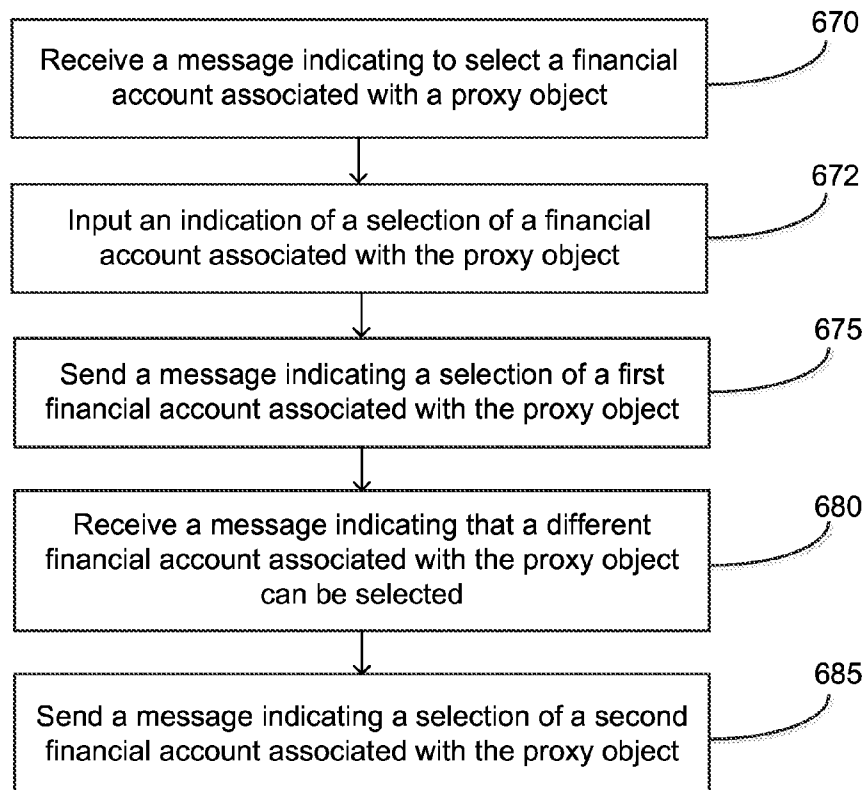 670
Receive a message indicating to select a financial
account associated with a proxy object
672
Input an indication of a selection of a financial
account associated with the proxy object
675
Send a message indicating a selection of a first
financial account associated with the proxy object
680
Receive a message indicating that a different
financial account associated with the proxy object
can be selected
685
Send a message indicating a selection of a second
financial account associated with the proxy object